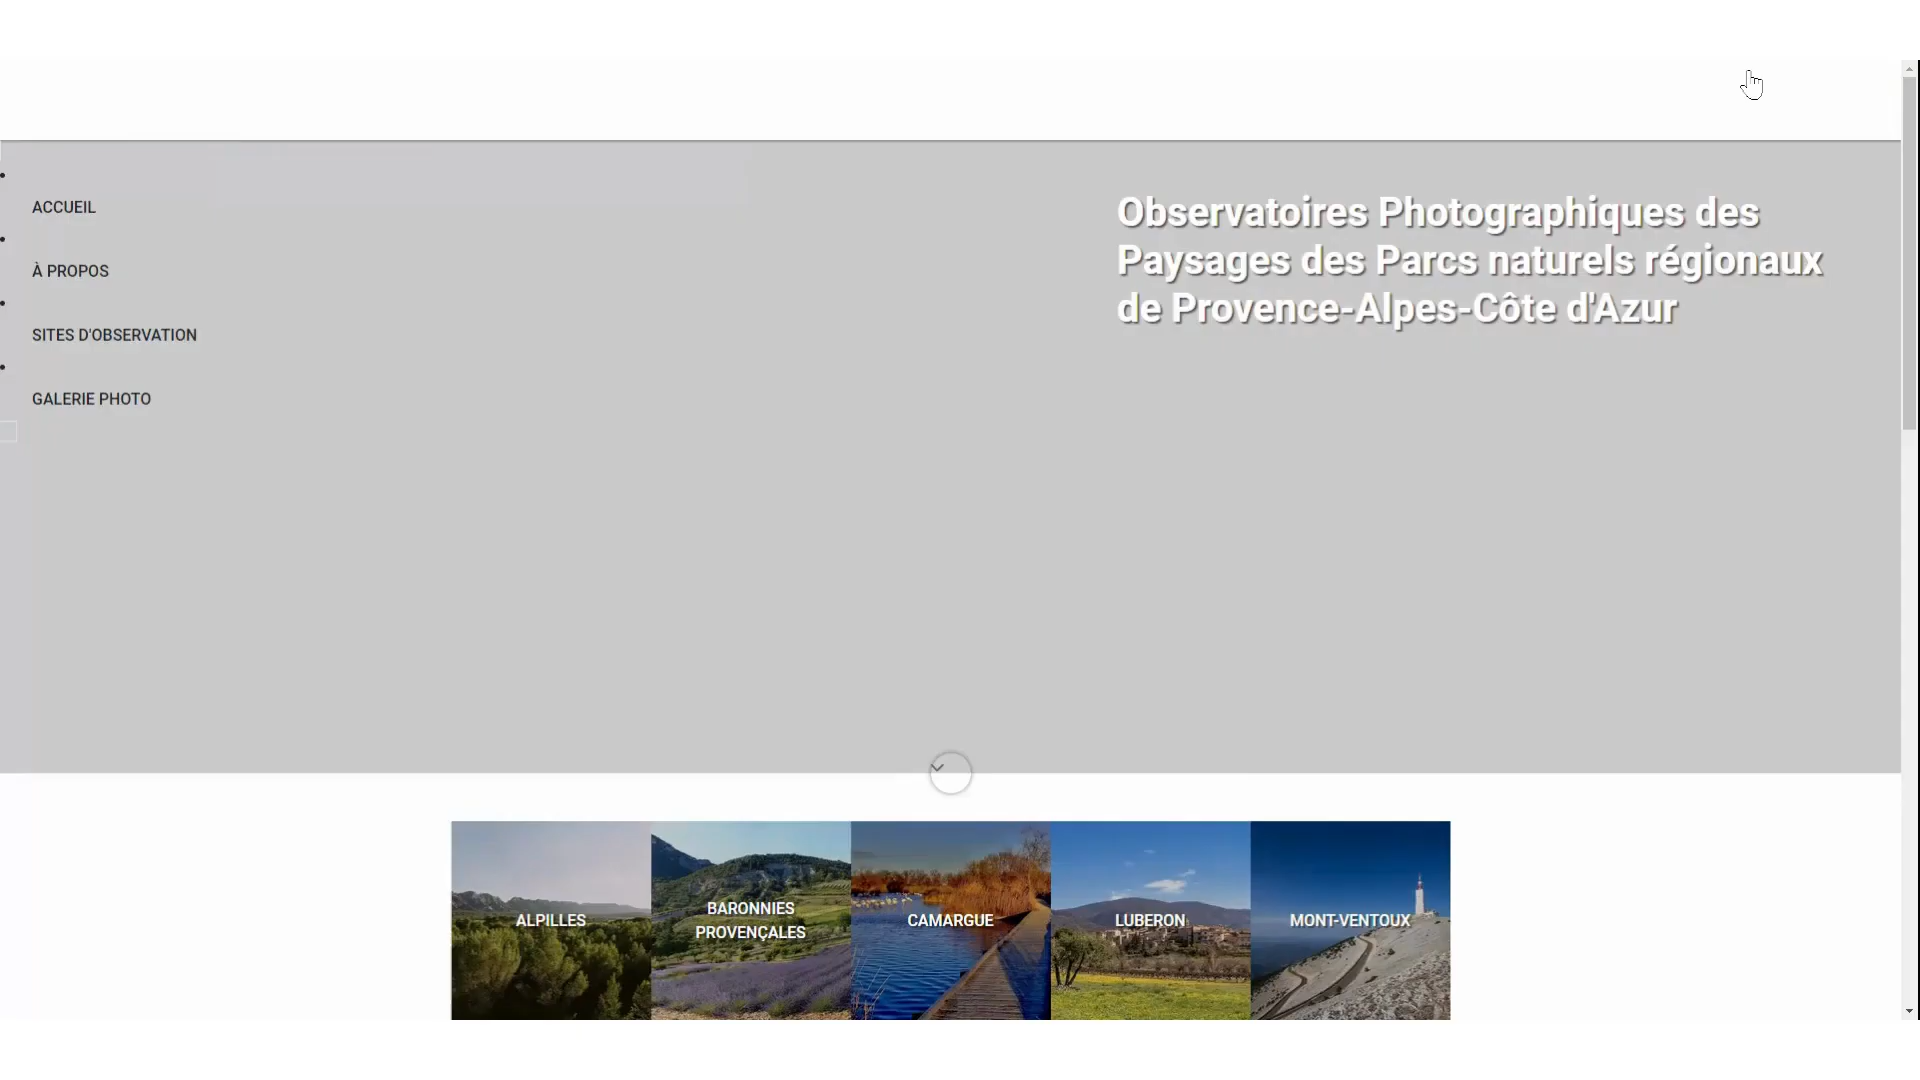 ACCUEIL
À PROPOS
SITES D'OBSERVATION
GALERIE PHOTO
Observatoires Photographiques des
Paysages des Parcs naturels régionaux
de Provence-Alpes-Côte d'Azur
ALPILLES
BARONNIES
PROVENÇALES
CAMARGUE
LUBERON
MONT-VENTOUX